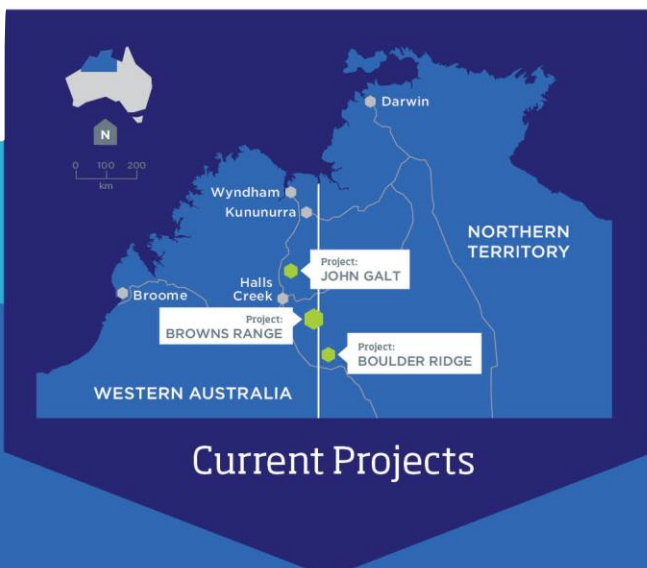 N
0 100 200
km
Darwin
Wyndham
Kununurra
NORTHERN
TERRITORY
Project:
JOHN GALT
Halls
Creek
Broome
Project:
BROWNS RANGE
Project:
BOULDER RIDGE
WESTERN AUSTRALIA
Current Projects